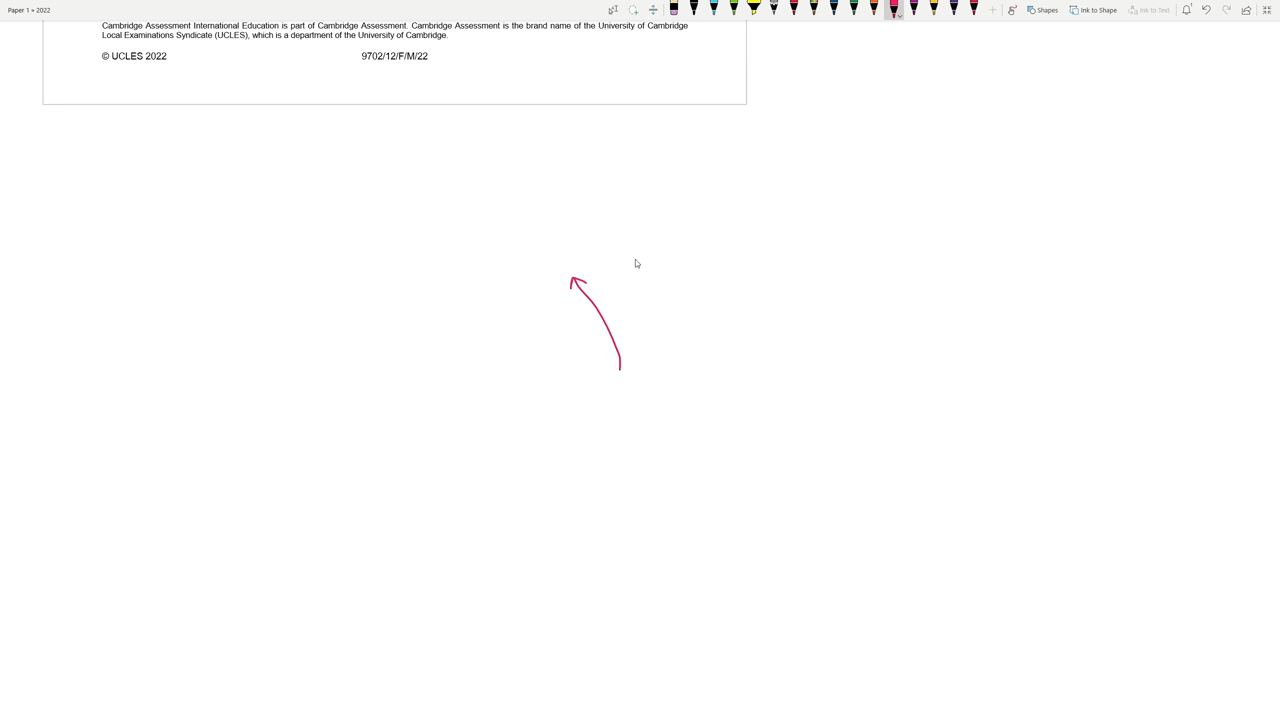 Paper 1 » 2022
Shapes
Ink to Shape
Ink to Text
Cambridge Assessment International Education is part of Cambridge Assessment. Cambridge Assessment is the brand name of the University of Cambridge
Local Examinations Syndicate (UCLES), which is a department of the University of Cambridge.
© UCLES 2022 9702/12/F/M/22